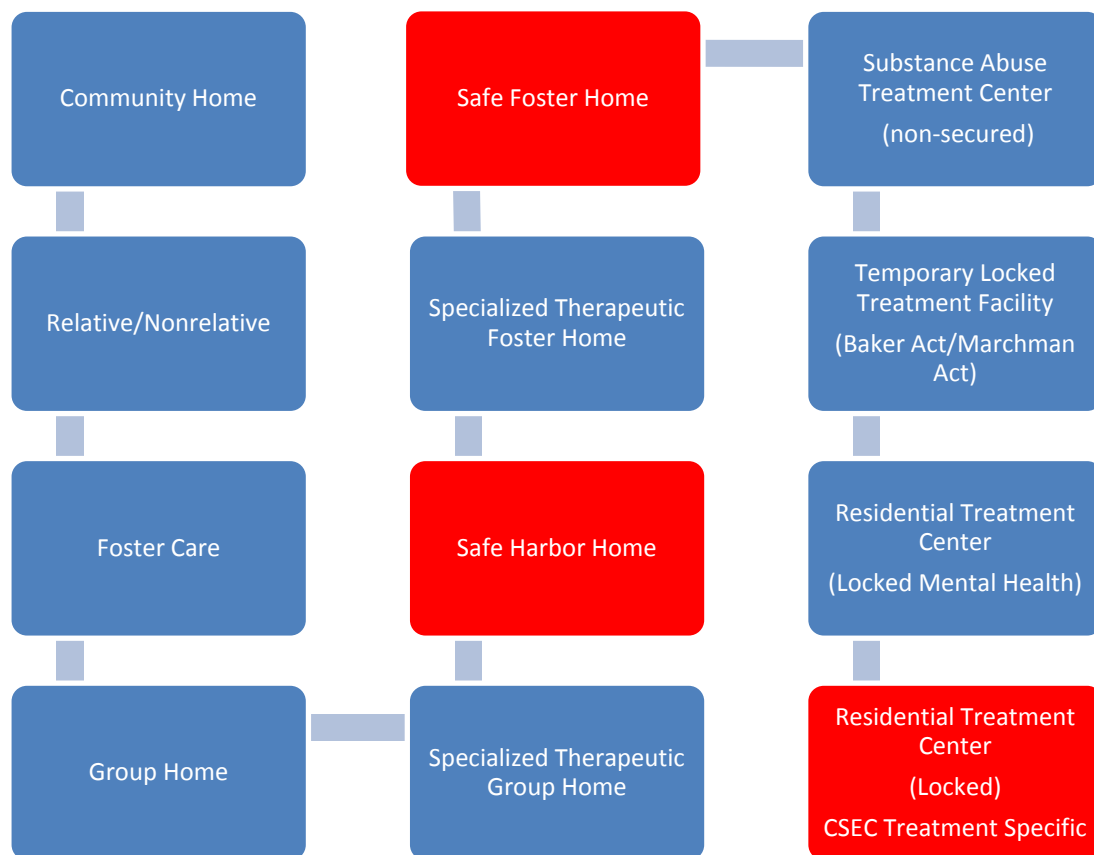 Community Home
Relative/Nonrelative
Foster Care
Group Home
Specialized Therapeutic
Group Home
Safe Harbor Home
Specialized Therapeutic
Foster Home
Safe Foster Home
Substance Abuse
Treatment Center
(non-secured)
Temporary Locked
Treatment Facility
(Baker Act/Marchman
Act)
Residential Treatment
Center
(Locked Mental Health)
Residential Treatment
Center
(Locked)
CSEC Treatment Specific